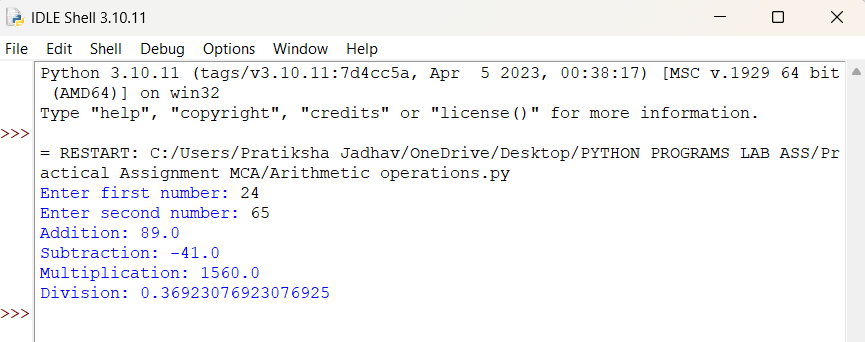 IDLE Shell 3.10.11
File Edit Shell Debug Options Window Help
Python 3.10.11 (tags/v3.10.11:7d4cc5a, Apr  5 2023, 00:38:17) [MSC v.1929 64 bit
 (AMD64)] on win32
Type "help", "copyright", "credits" or "license()" for more information.
>>>
= RESTART: C:/Users/Pratiksha Jadhav/OneDrive/Desktop/PYTHON PROGRAMS LAB ASS/Pr
actical Assignment MCA/Arithmetic operations.py
Enter first number: 24
Enter second number: 65
Addition: 89.0
Subtraction: -41.0
Multiplication: 1560.0
Division: 0.36923076923076925
>>>